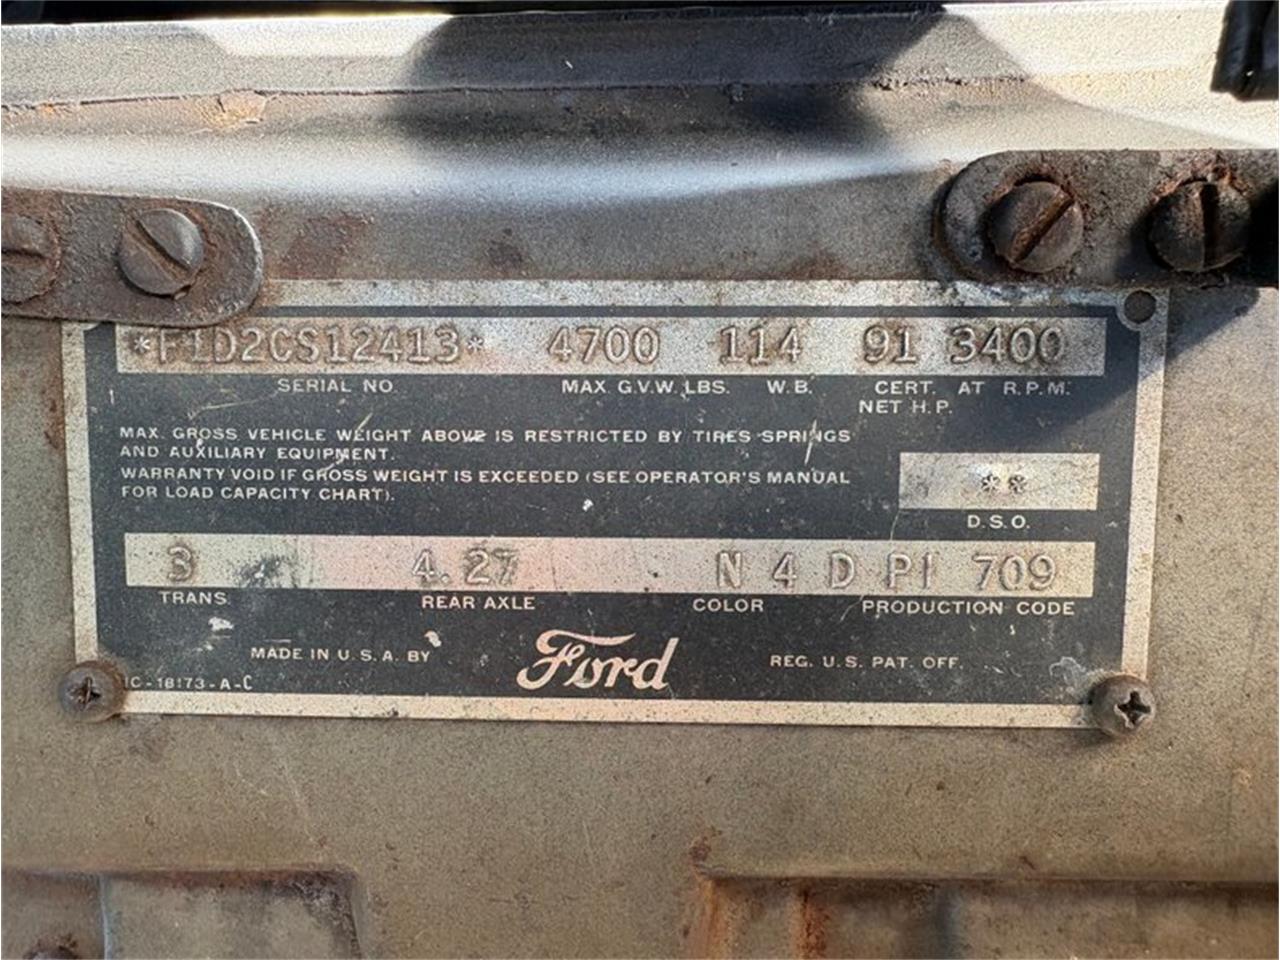 *F1D2CS12413* 4700 114 91 3400
SERIAL NO. MAX. G.V.W. LBS. W.B. CERT. AT R.P.M.
NET H.P.
MAX. GROSS VEHICLE WEIGHT ABOVE IS RESTRICTED BY TIRES SPRINGS
AND AUXILIARY EQUIPMENT.
WARRANTY VOID IF GROSS WEIGHT IS EXCEEDED (SEE OPERATOR'S MANUAL
FOR LOAD CAPACITY CHART).
**
D.S.O.
3 4.27 N 4 D P1 709
TRANS. REAR AXLE COLOR PRODUCTION CODE
MADE IN U.S.A. BY Ford REG. U.S. PAT. OFF.
1C-18173-A-C